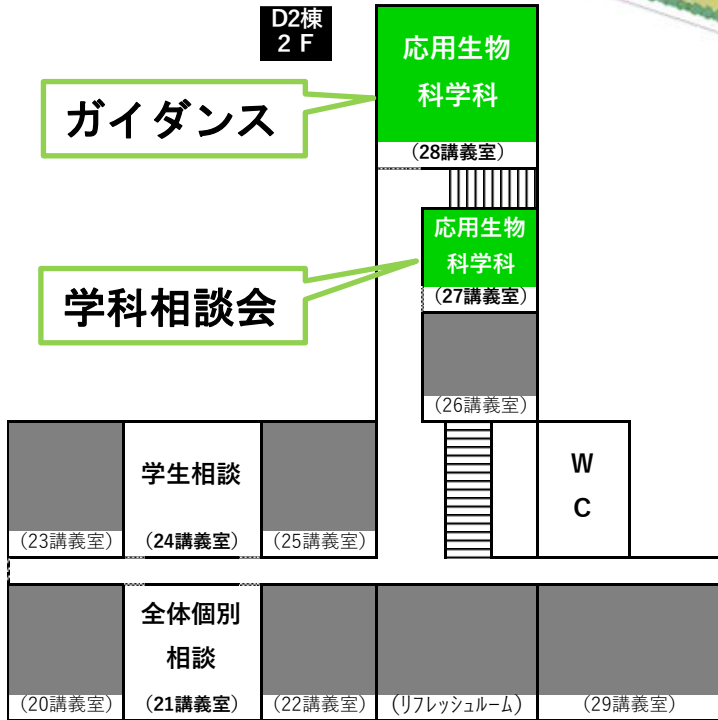 D2棟
２Ｆ
応用生物
科学科
(28講義室)
ガイダンス
応用生物
科学科
(27講義室)
学科相談会
(26講義室)
(23講義室)
学生相談
(24講義室)
(25講義室)
W
C
(20講義室)
全体個別
相談
(21講義室)
(22講義室)
(リフレッシュルーム)
(29講義室)